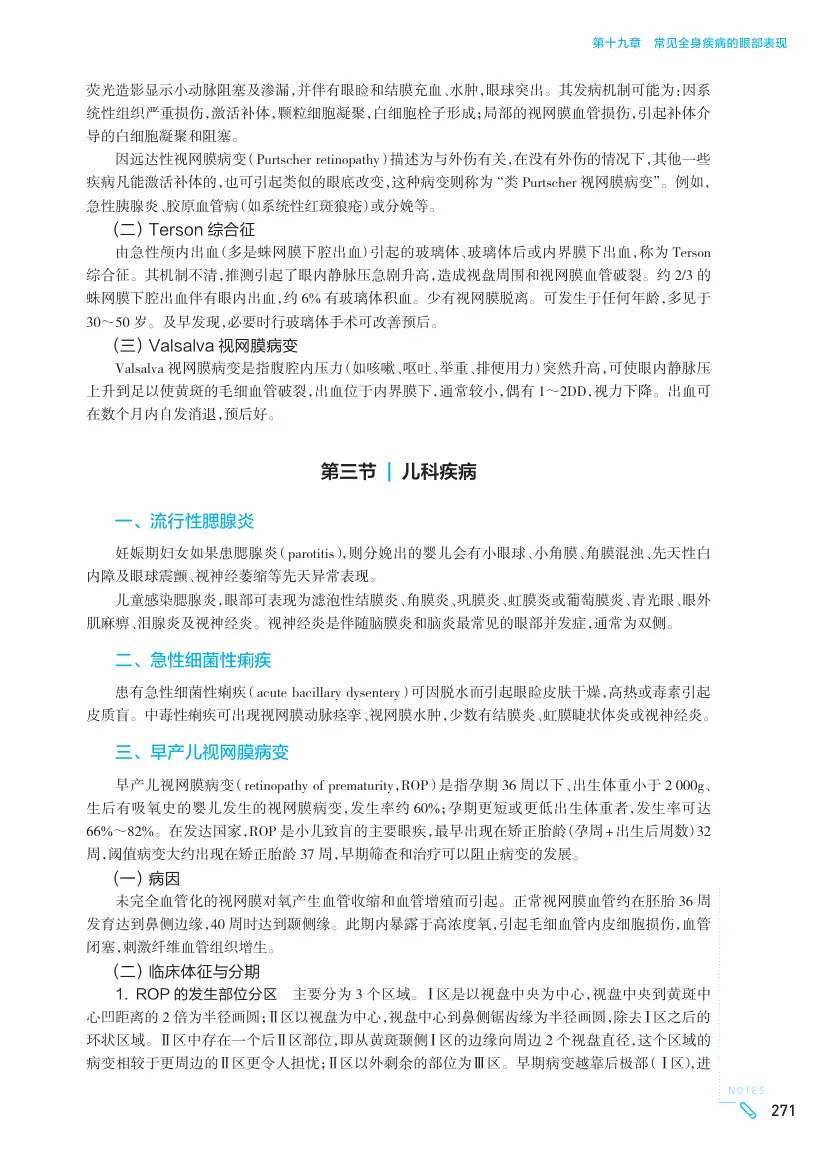 第十九章 常见全身疾病的眼部表现
荧光造影显示小动脉阻塞及渗漏,并伴有眼睑和结膜充血、水肿,眼球突出。其发病机制可能为:因系
统性组织严重损伤,激活补体,颗粒细胞凝聚,白细胞栓子形成;局部的视网膜血管损伤,引起补体介
导的白细胞凝聚和阻塞。
因远达性视网膜病变(Purtscher retinopathy)描述为与外伤有关,在没有外伤的情况下,其他一些
疾病凡能激活补体的,也可引起类似的眼底改变,这种病变则称为“类 Purtscher 视网膜病变”。例如,
急性胰腺炎、胶原血管病(如系统性红斑狼疮)或分娩等。
(二)Terson 综合征
由急性颅内出血(多是蛛网膜下腔出血)引起的玻璃体、玻璃体后或内界膜下出血,称为 Terson
综合征。其机制不清,推测引起了眼内静脉压急剧升高,造成视盘周围和视网膜血管破裂。约 2/3 的
蛛网膜下腔出血伴有眼内出血,约 6% 有玻璃体积血。少有视网膜脱离。可发生于任何年龄,多见于
30～50 岁。及早发现,必要时行玻璃体手术可改善预后。
(三)Valsalva 视网膜病变
Valsalva 视网膜病变是指腹腔内压力(如咳嗽、呕吐、举重、排便用力)突然升高,可使眼内静脉压
上升到足以使黄斑的毛细血管破裂,出血位于内界膜下,通常较小,偶有 1～2DD,视力下降。出血可
在数个月内自发消退,预后好。
第三节 | 儿科疾病
一、流行性腮腺炎
妊娠期妇女如果患腮腺炎(parotitis),则分娩出的婴儿会有小眼球、小角膜、角膜混浊、先天性白
内障及眼球震颤、视神经萎缩等先天异常表现。
儿童感染腮腺炎,眼部可表现为滤泡性结膜炎、角膜炎、巩膜炎、虹膜炎或葡萄膜炎、青光眼、眼外
肌麻痹、泪腺炎及视神经炎。视神经炎是伴随脑膜炎和脑炎最常见的眼部并发症,通常为双侧。
二、急性细菌性痢疾
患有急性细菌性痢疾(acute bacillary dysentery)可因脱水而引起眼睑皮肤干燥,高热或毒素引起
皮质盲。中毒性痢疾可出现视网膜动脉痉挛、视网膜水肿,少数有结膜炎、虹膜睫状体炎或视神经炎。
三、早产儿视网膜病变
早产儿视网膜病变(retinopathy of prematurity,ROP)是指孕期 36 周以下、出生体重小于 2 000g、
生后有吸氧史的婴儿发生的视网膜病变,发生率约 60%;孕期更短或更低出生体重者,发生率可达
66%～82%。在发达国家,ROP 是小儿致盲的主要眼疾,最早出现在矫正胎龄(孕周+出生后周数)32
周,阈值病变大约出现在矫正胎龄 37 周,早期筛查和治疗可以阻止病变的发展。
(一)病因
未完全血管化的视网膜对氧产生血管收缩和血管增殖而引起。正常视网膜血管约在胚胎 36 周
发育达到鼻侧边缘,40 周时达到颞侧缘。此期内暴露于高浓度氧,引起毛细血管内皮细胞损伤,血管
闭塞,刺激纤维血管组织增生。
(二)临床体征与分期
1. ROP 的发生部位分区 主要分为 3 个区域。Ⅰ区是以视盘中央为中心,视盘中央到黄斑中
心凹距离的 2 倍为半径画圆;Ⅱ区以视盘为中心,视盘中心到鼻侧锯齿缘为半径画圆,除去Ⅰ区之后的
环状区域。Ⅱ区中存在一个后Ⅱ区部位,即从黄斑颞侧Ⅰ区的边缘向周边 2 个视盘直径,这个区域的
病变相较于更周边的Ⅱ区更令人担忧;Ⅱ区以外剩余的部位为Ⅲ区。早期病变越靠后极部(Ⅰ区),进
NOTES
271